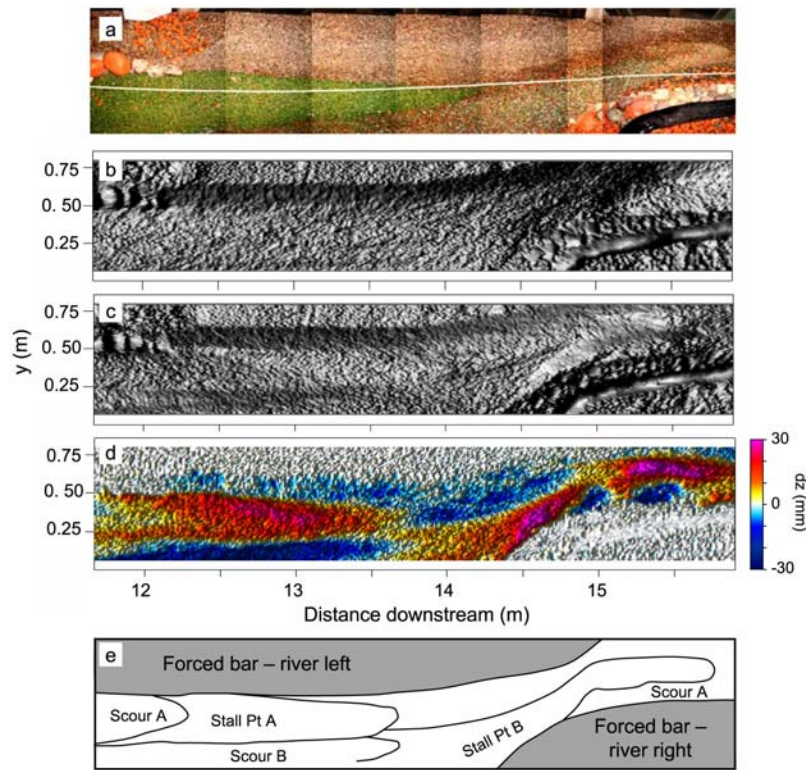 a
b
0.75
0. 50
0.25
c
0.75
0. 50
0.25
y (m)
d
0.75
0. 50
0.25
30
0
-30
dz (mm)
12 13 14 15
Distance downstream (m)
e
Forced bar – river left
Scour A
Stall Pt A
Scour B
Stall Pt B
Scour A
Forced bar –
river right